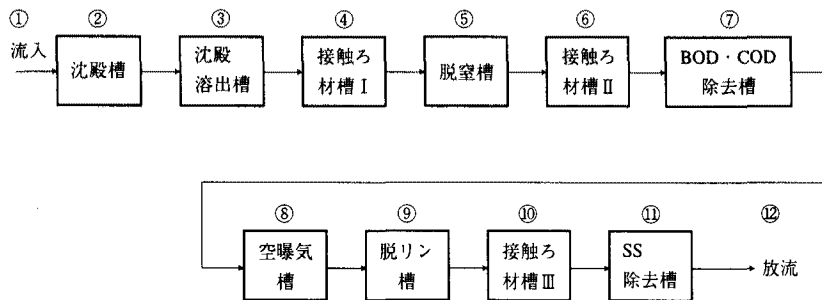 ①
②
③
④
⑤
⑥
⑦
流入
沈殿槽
沈殿
溶出槽
接触ろ
材槽Ⅰ
脱窒槽
接触ろ
材槽Ⅱ
BOD・COD
除去槽
⑧
⑨
⑩
⑪
⑫
空曝気
槽
脱リン
槽
接触ろ
材槽Ⅲ
SS
除去槽
放流